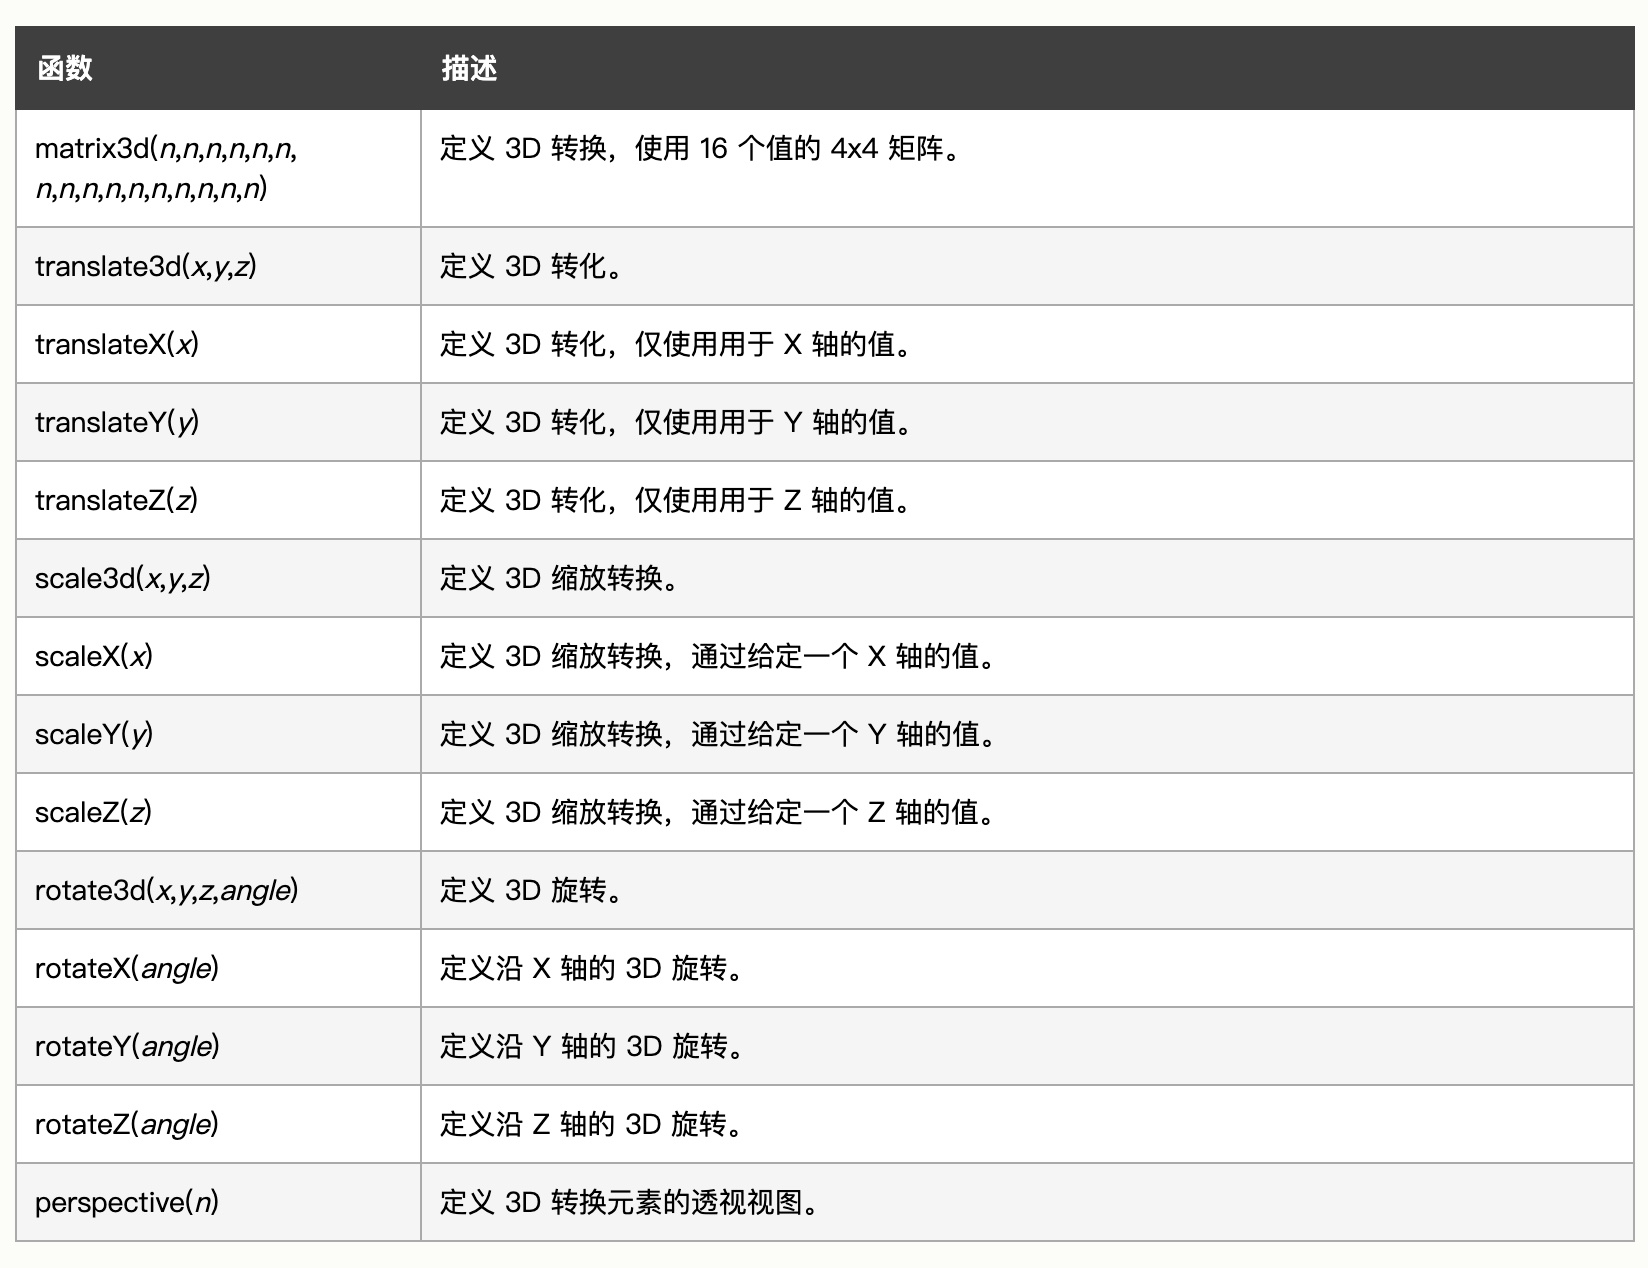 函数 描述
matrix3d(n,n,n,n,n,n, 定义 3D 转换，使用 16 个值的 4x4 矩阵。
n,n,n,n,n,n,n,n,n,n)
translate3d(x,y,z) 定义 3D 转化。
translateX(x) 定义 3D 转化，仅使用用于 X 轴的值。
translateY(y) 定义 3D 转化，仅使用用于 Y 轴的值。
translateZ(z) 定义 3D 转化，仅使用用于 Z 轴的值。
scale3d(x,y,z) 定义 3D 缩放转换。
scaleX(x) 定义 3D 缩放转换，通过给定一个 X 轴的值。
scaleY(y) 定义 3D 缩放转换，通过给定一个 Y 轴的值。
scaleZ(z) 定义 3D 缩放转换，通过给定一个 Z 轴的值。
rotate3d(x,y,z,angle) 定义 3D 旋转。
rotateX(angle) 定义沿 X 轴的 3D 旋转。
rotateY(angle) 定义沿 Y 轴的 3D 旋转。
rotateZ(angle) 定义沿 Z 轴的 3D 旋转。
perspective(n) 定义 3D 转换元素的透视视图。